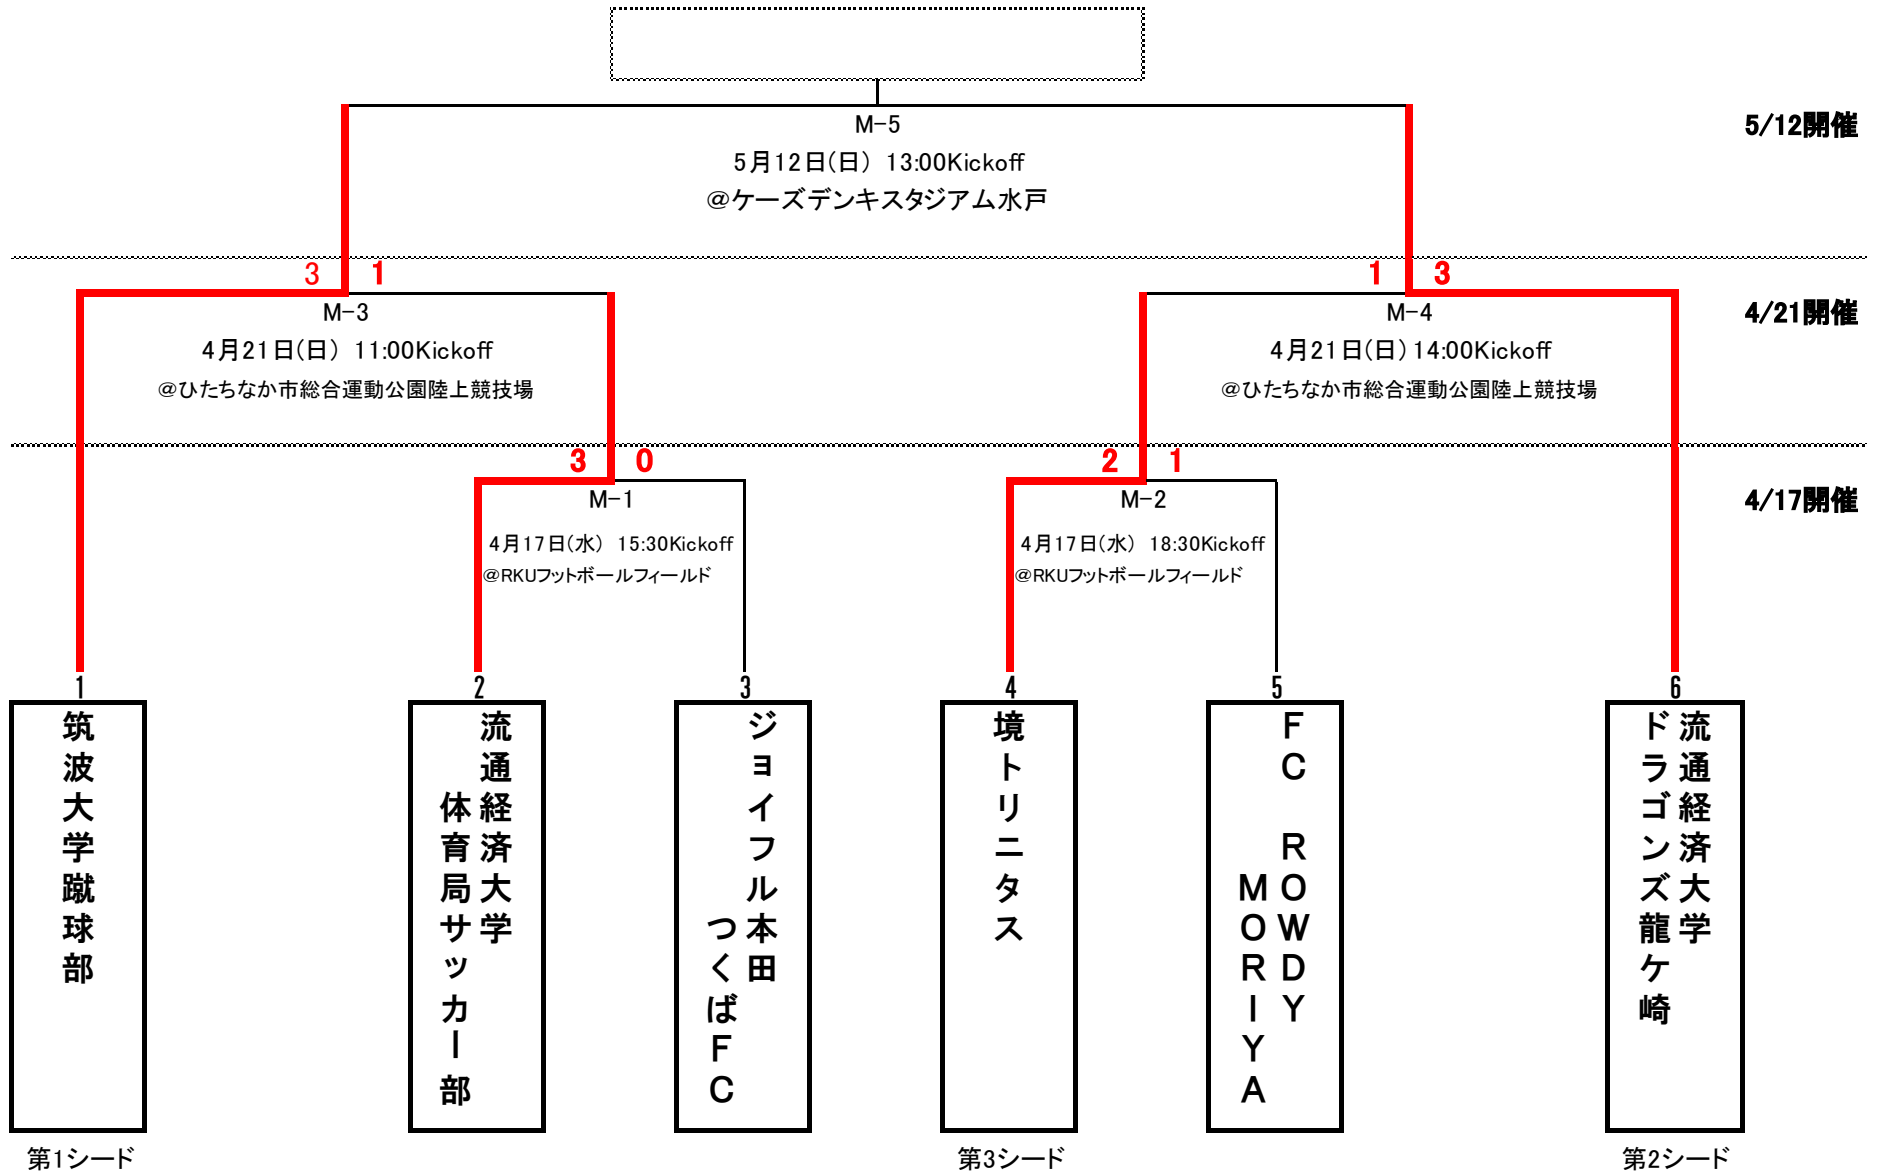 M-5
5/12開催
5月12日(日) 13:00Kickoff
@ケーズデンキスタジアム水戸
3 1
1 3
M-3
M-4
4/21開催
4月21日(日) 11:00Kickoff
4月21日(日) 14:00Kickoff
@ひたちなか市総合運動公園陸上競技場
@ひたちなか市総合運動公園陸上競技場
3 0
2 1
M-1
M-2
4/17開催
4月17日(水) 15:30Kickoff
4月17日(水) 18:30Kickoff
@RKUフットボールフィールド
@RKUフットボールフィールド
1
筑波大学蹴球部
第1シード
2
流通経済大学
体育局サッカー部
3
ジョイフル本田
つくばFC
4
境トリニタス
第3シード
5
FC ROWDY
MORIYA
6
流通経済大学
ドラゴンズ龍ケ崎
第2シード